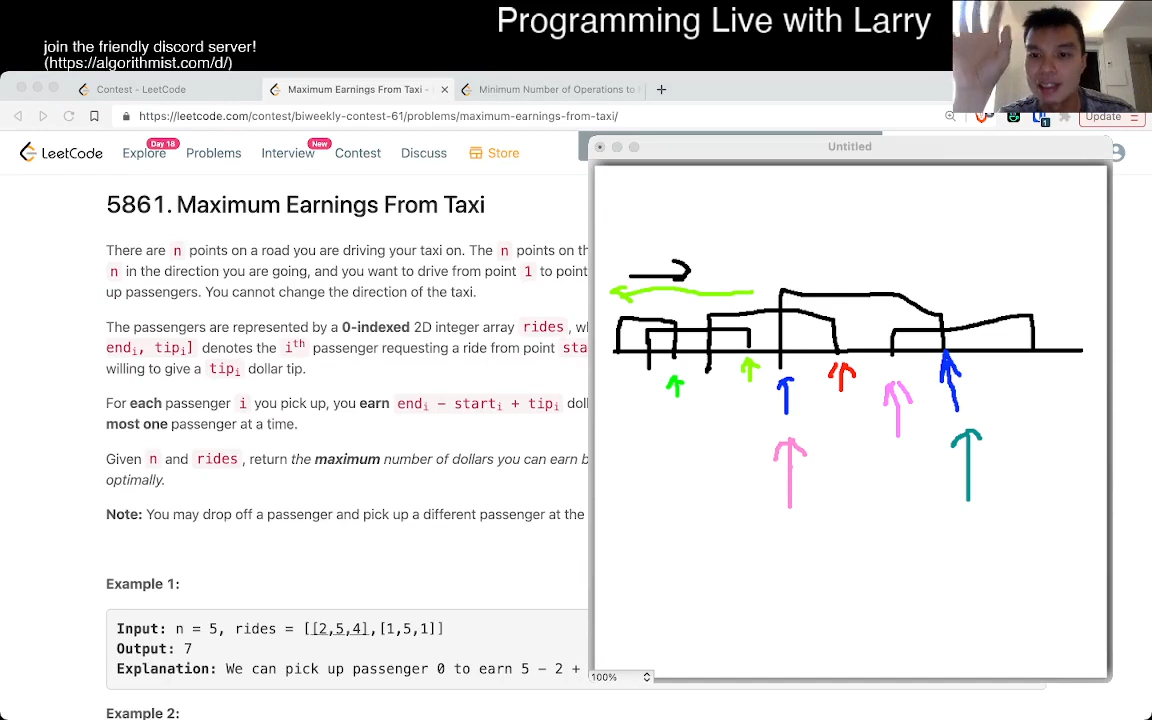 Programming Live with Larry
join the friendly discord server!
(https://algorithmist.com/d/)
Contest - LeetCode
Maximum Earnings From Taxi -
Minimum Number of Operations to
https://leetcode.com/contest/biweekly-contest-61/problems/maximum-earnings-from-taxi/
Update
LeetCode
Explore
Day 18
Problems
Interview
New
Contest
Discuss
Store
Untitled
5861. Maximum Earnings From Taxi
There are n points on a road you are driving your taxi on. The n points on
n in the direction you are going, and you want to drive from point 1 to point
up passengers. You cannot change the direction of the taxi.
The passengers are represented by a 0-indexed 2D integer array rides ,
endi, tipi] denotes the ith passenger requesting a ride from point
willing to give a tipi dollar tip.
For each passenger i you pick up, you earn endi - starti + tipi
most one passenger at a time.
Given n and rides , return the maximum number of dollars you can earn
optimally.
Note: You may drop off a passenger and pick up a different passenger at the
Example 1:
Input: n = 5, rides = [[2,5,4],[1,5,1]]
Output: 7
Explanation: We can pick up passenger 0 to earn 5 - 2 +
100%
Example 2: